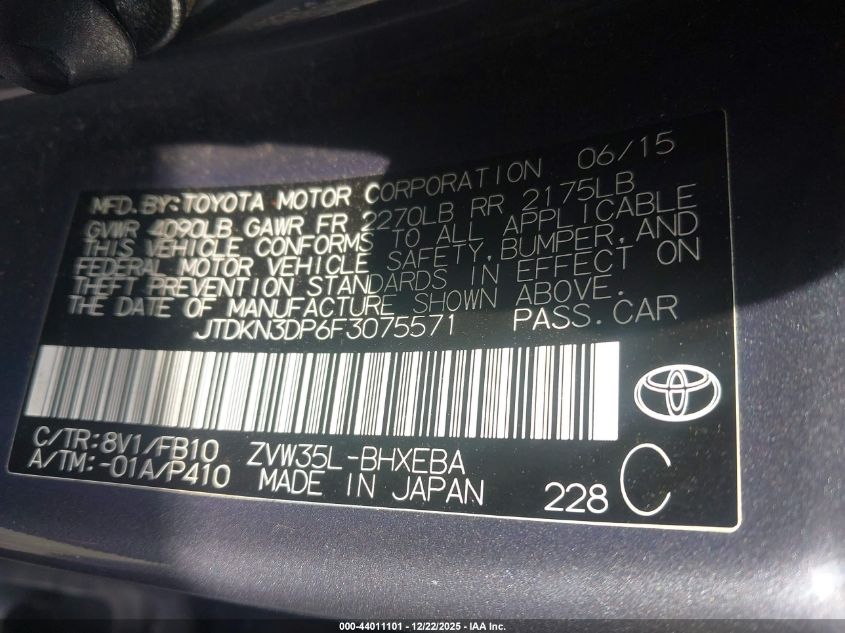 MFD. BY: TOYOTA MOTOR CORPORATION 06/15
GVWR 4090LB GAWR FR 2270LB RR 2175LB
THIS VEHICLE CONFORMS TO ALL APPLICABLE
FEDERAL MOTOR VEHICLE SAFETY, BUMPER, AND
THEFT PREVENTION STANDARDS IN EFFECT ON
THE DATE OF MANUFACTURE SHOWN ABOVE.
JTDKN3DP6F3075571 PASS. CAR
C/TR: 8V1/FB10 ZVW35L-BHXEBA
A/TM: -01A/P410 MADE IN JAPAN 228 C
000-44011101 - 12/22/2025 - IAA Inc.